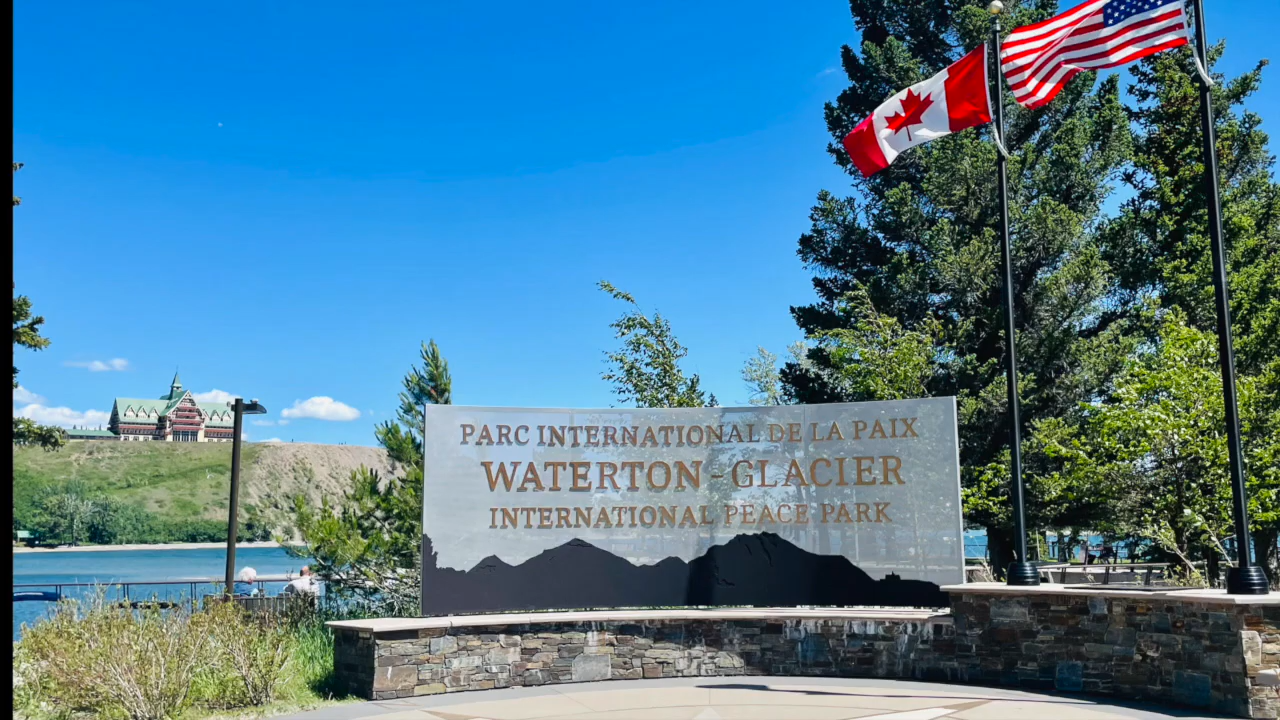 PARC INTERNATIONAL DE LA PAIX
WATERTON-GLACIER
INTERNATIONAL PEACE PARK